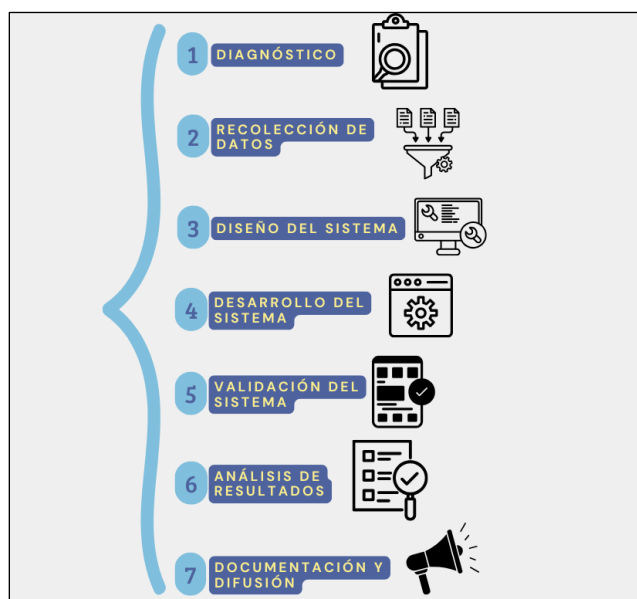 1 DIAGNÓSTICO
2 RECOLECCIÓN DE
DATOS
3 DISEÑO DEL SISTEMA
4 DESARROLLO DEL
SISTEMA
5 VALIDACIÓN DEL
SISTEMA
6 ANÁLISIS DE
RESULTADOS
7 DOCUMENTACIÓN Y
DIFUSIÓN